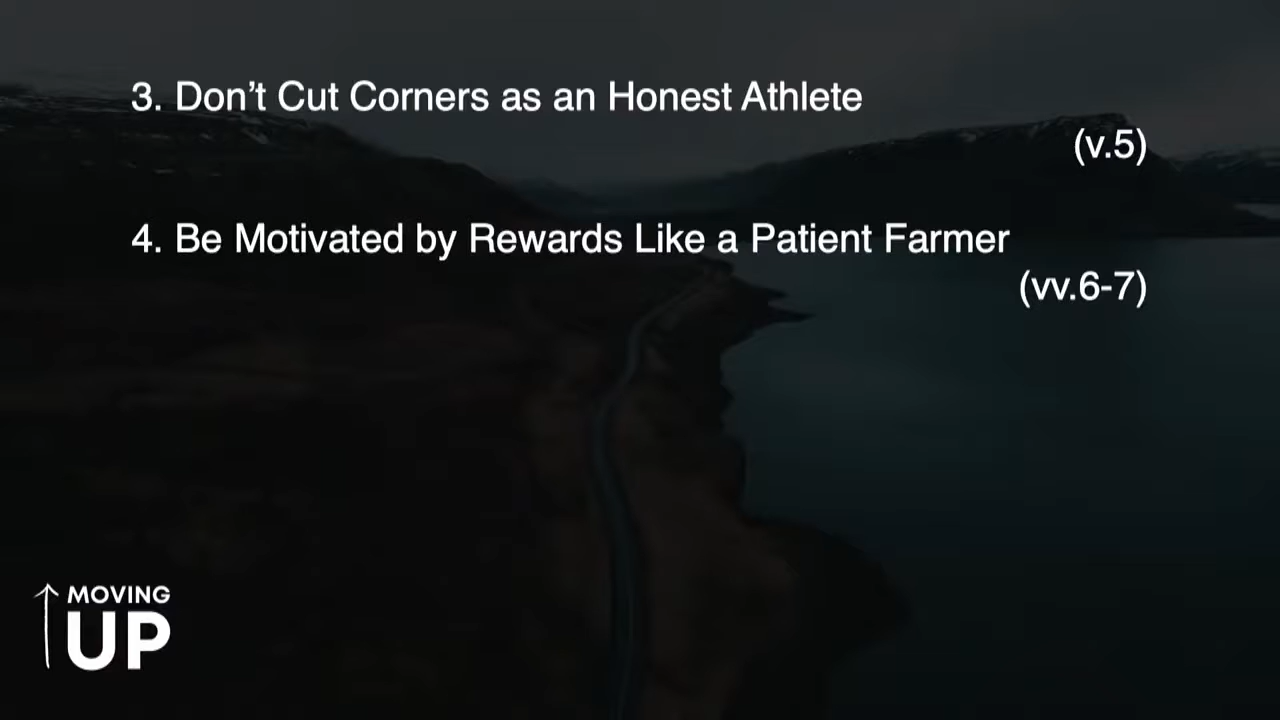 3. Don’t Cut Corners as an Honest Athlete
(v.5)
4. Be Motivated by Rewards Like a Patient Farmer
(vv.6-7)
MOVING
UP